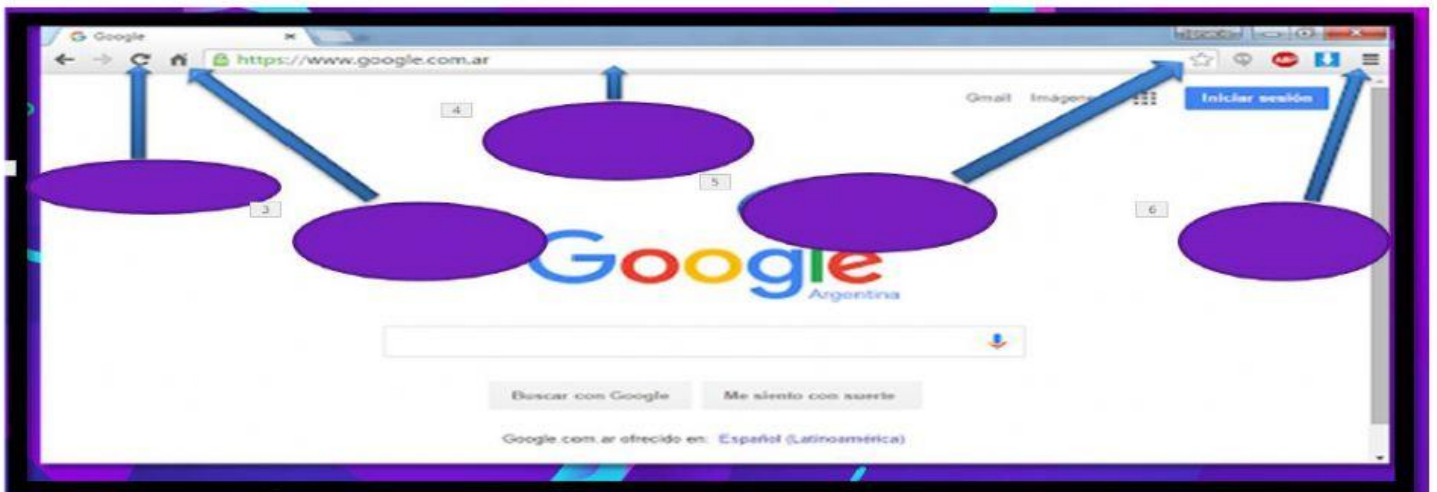 Google
https://www.google.com.ar
4
Gmail
Iniciar sesión
ABP
5
3
6
Google
Argentina
Buscar con Google
Me siento con suerte
Google.com.ar ofrecido en: Español (Latinoamérica)